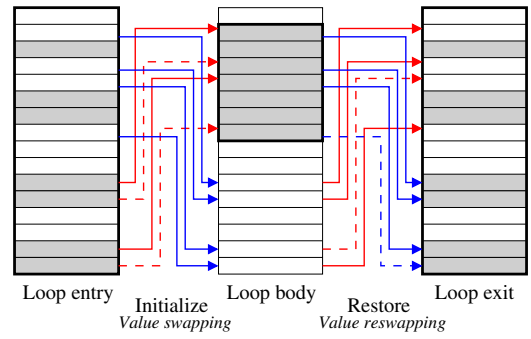 Loop entry
Initialize
Value swapping
Loop body
Restore
Value reswapping
Loop exit